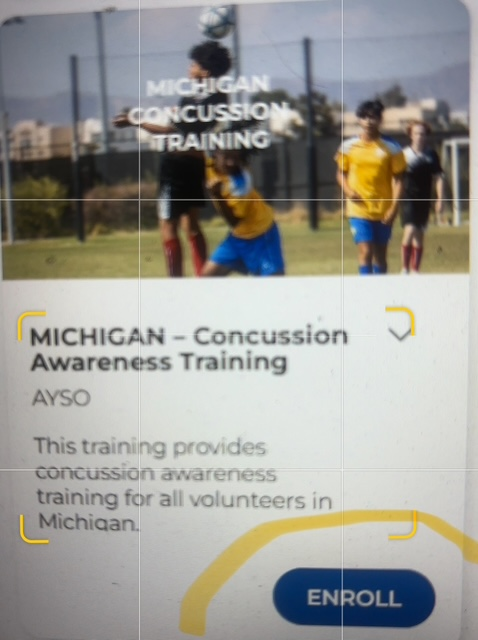 MICHIGAN
CONCUSSION
TRAINING
MICHIGAN – Concussion
Awareness Training
AYSO
This training provides
concussion awareness
training for all volunteers in
Michigan.
ENROLL